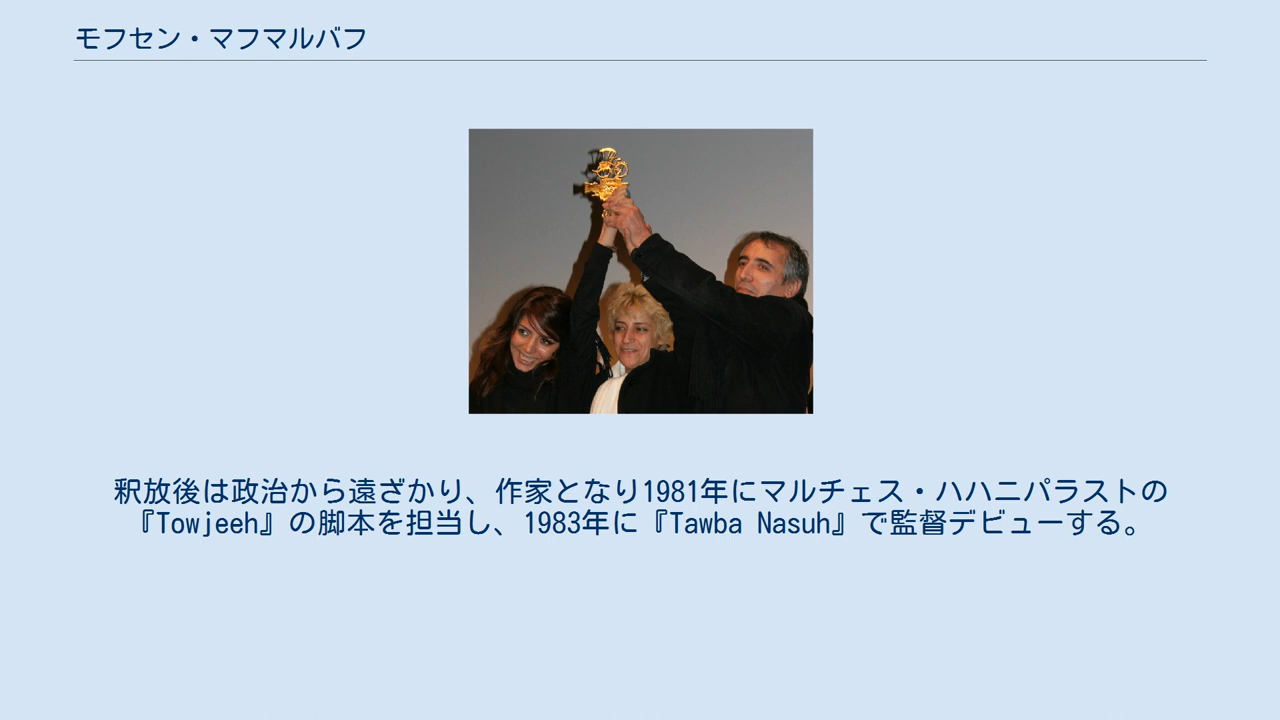 モフセン・マフマルバフ
釈放後は政治から遠ざかり、作家となり1981年にマルチェス・ハハニパラストの
『Towjeeh』の脚本を担当し、1983年に『Tawba Nasuh』で監督デビューする。